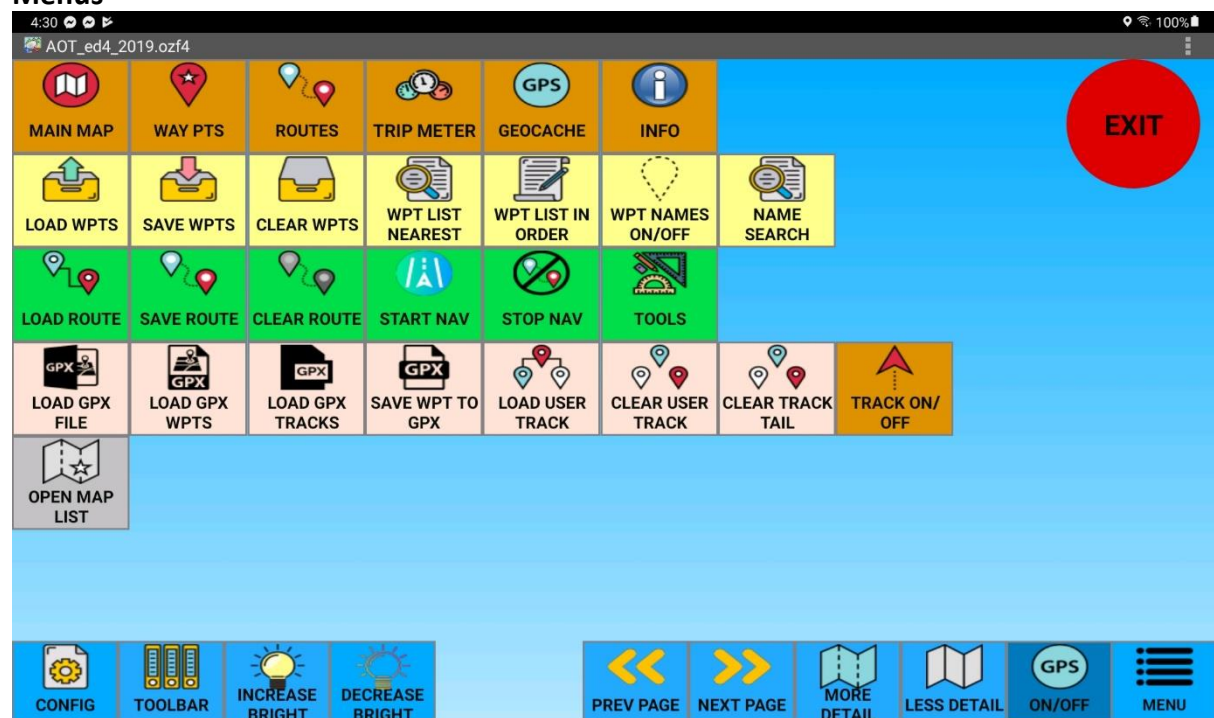 Menus
4:30
100%
AOT_ed4_2019.ozf4
GPS
MAIN MAP WAY PTS ROUTES TRIP METER GEOCACHE INFO
EXIT
LOAD WPTS SAVE WPTS CLEAR WPTS WPT LIST WPT LIST IN WPT NAMES NAME
NEAREST ORDER ON/OFF SEARCH
LOAD ROUTE SAVE ROUTE CLEAR ROUTE START NAV STOP NAV TOOLS
GPX GPX GPX GPX
LOAD GPX LOAD GPX LOAD GPX SAVE WPT TO LOAD USER CLEAR USER CLEAR TRACK TRACK ON/
FILE WPTS TRACKS GPX TRACK TRACK TAIL OFF
OPEN MAP
LIST
GPS
CONFIG TOOLBAR INCREASE DECREASE PREV PAGE NEXT PAGE MORE LESS DETAIL ON/OFF MENU
BRIGHT BRIGHT DETAIL